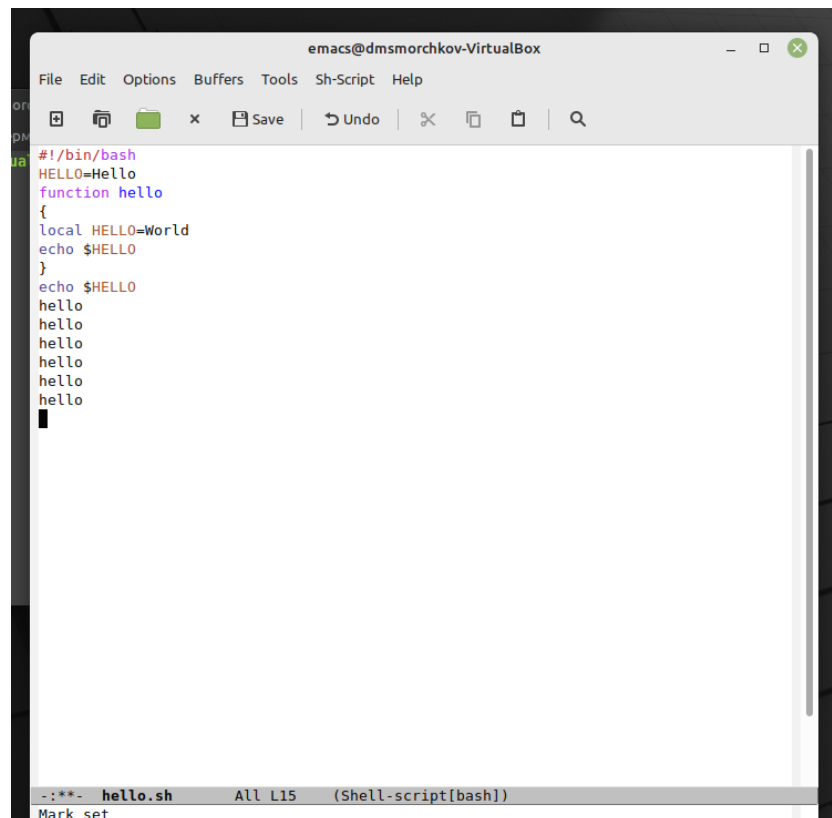 emacs@dmsmorchkov-VirtualBox
File Edit Options Buffers Tools Sh-Script Help
Save Undo
#!/bin/bash
HELLO=Hello
function hello
{
local HELLO=World
echo $HELLO
}
echo $HELLO
hello
hello
hello
hello
hello
hello
-:**- hello.sh All L15 (Shell-script[bash])
Mark set